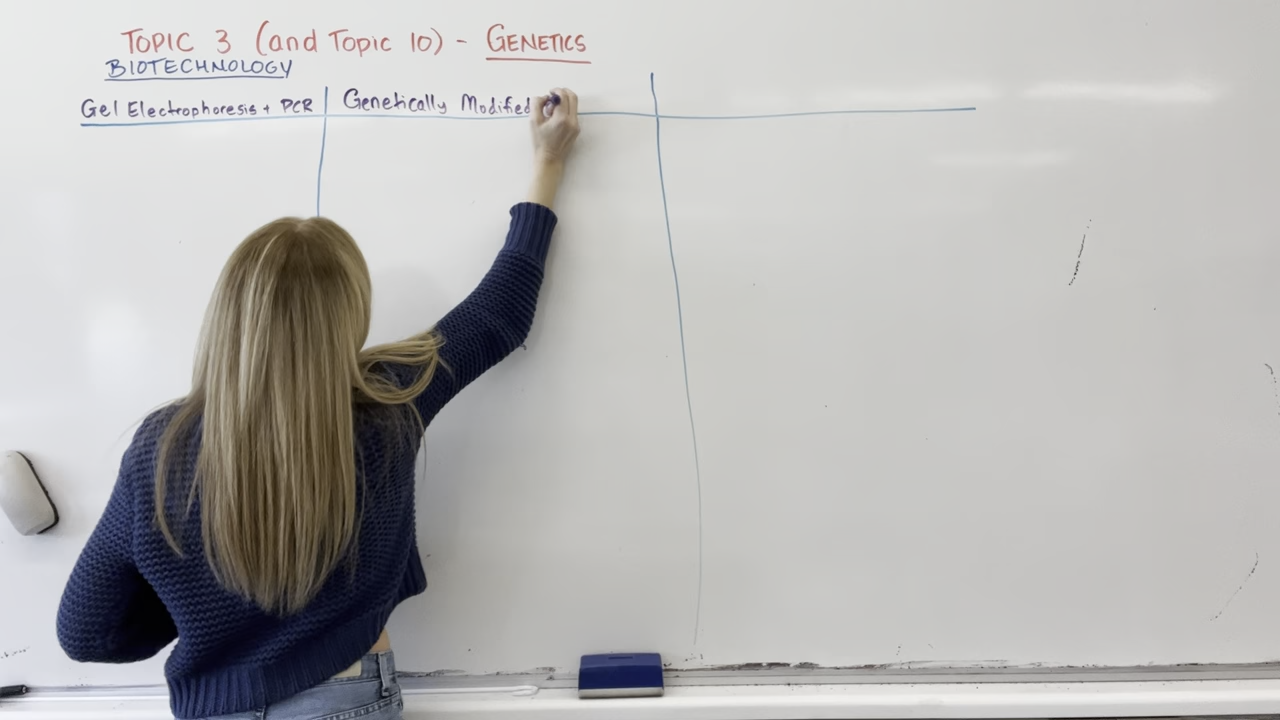 TOPIC 3 (and Topic 10) - GENETICS
BIOTECHNOLOGY
Gel Electrophoresis + PCR
Genetically Modified